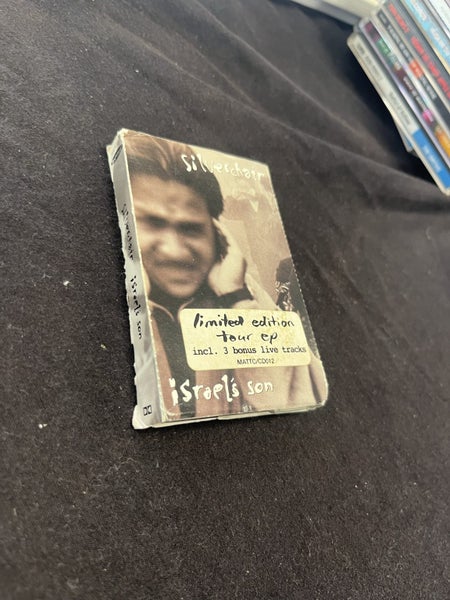 silverchair
limited edition
tour ep
incl. 3 bonus live tracks
MATTC/CD012
israel's son
silverchair israel's son